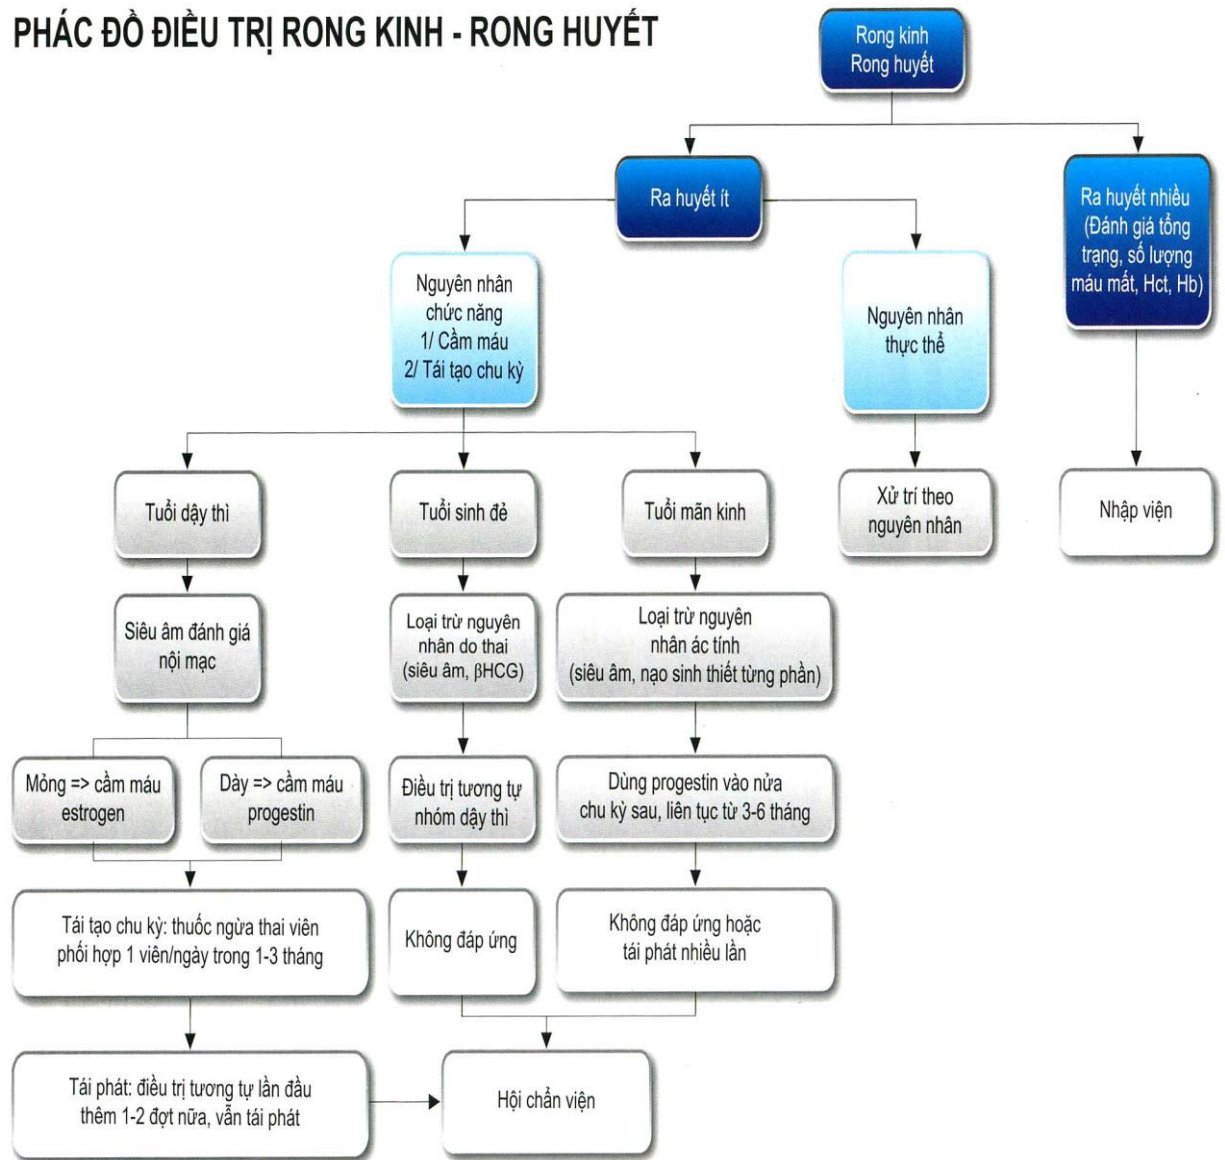 PHÁC ĐỒ ĐIỀU TRỊ RONG KINH - RONG HUYẾT
Rong kinh
Rong huyết
Ra huyết ít
Ra huyết nhiều
(Đánh giá tổng
trạng, số lượng
máu mất, Hct, Hb)
Nguyên nhân
chức năng
1/ Cầm máu
2/ Tái tạo chu kỳ
Nguyên nhân
thực thể
Tuổi dậy thì
Tuổi sinh đẻ
Tuổi mãn kinh
Xử trí theo
nguyên nhân
Nhập viện
Siêu âm đánh giá
nội mạc
Loại trừ nguyên
nhân do thai
(siêu âm, βHCG)
Loại trừ nguyên
nhân ác tính
(siêu âm, nạo sinh thiết từng phần)
Mỏng => cầm máu
estrogen
Dày => cầm máu
progestin
Điều trị tương tự
nhóm dậy thì
Dùng progestin vào nửa
chu kỳ sau, liên tục từ 3-6 tháng
Tái tạo chu kỳ: thuốc ngừa thai viên
phối hợp 1 viên/ngày trong 1-3 tháng
Không đáp ứng
Không đáp ứng hoặc
tái phát nhiều lần
Tái phát: điều trị tương tự lần đầu
thêm 1-2 đợt nữa, vẫn tái phát
Hội chẩn viện